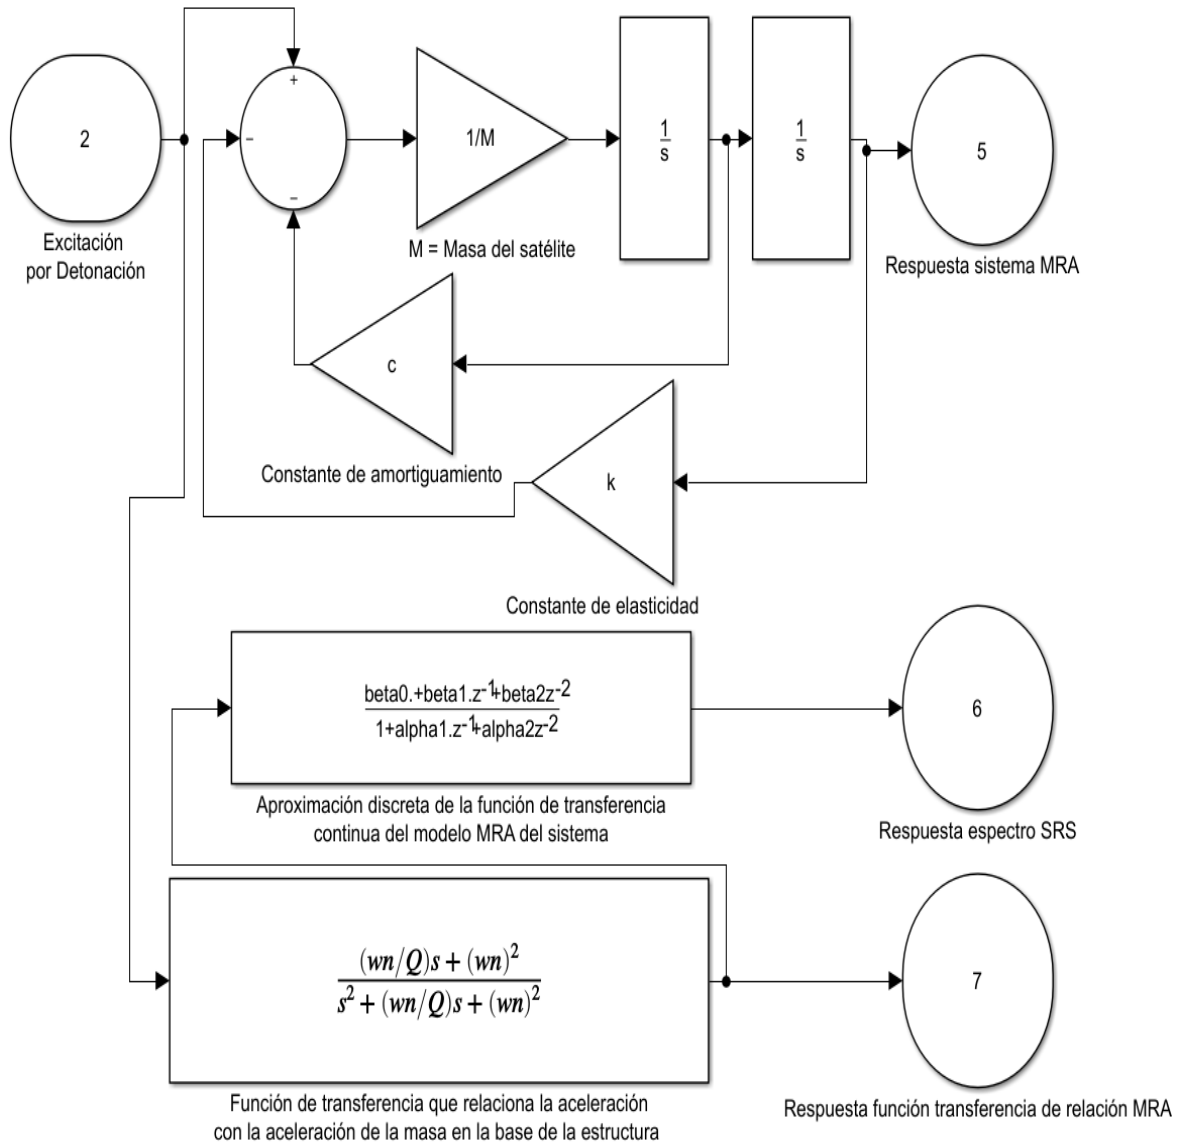 2
Excitación
por Detonación
+
−
−
1/M
M = Masa del satélite
1
s
1
s
5
Respuesta sistema MRA
c
Constante de amortiguamiento
k
Constante de elasticidad
beta0.+beta1.z-1+beta2z-2
1+alpha1.z-1+alpha2z-2
Aproximación discreta de la función de transferencia
continua del modelo MRA del sistema
6
Respuesta espectro SRS
(wn/Q)s + (wn)²
s² + (wn/Q)s + (wn)²
Función de transferencia que relaciona la aceleración
con la aceleración de la masa en la base de la estructura
7
Respuesta función transferencia de relación MRA